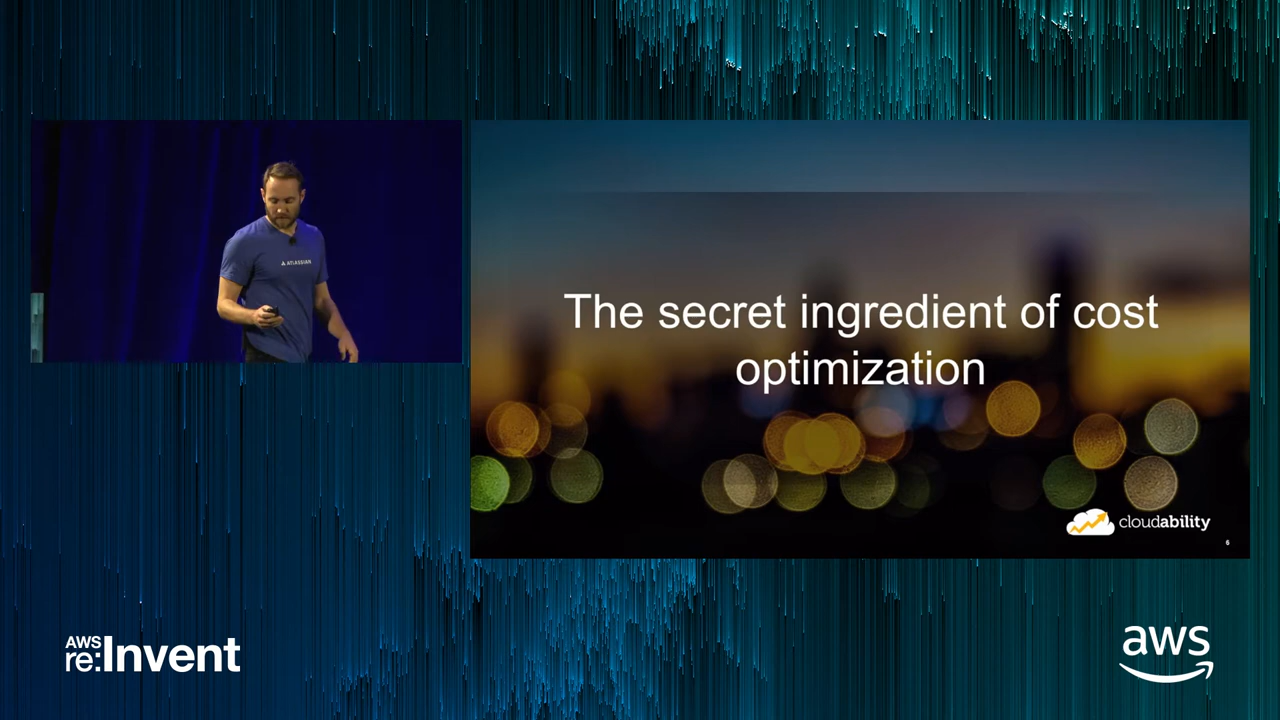 ATLASSIAN
The secret ingredient of cost
optimization
cloudability
6
AWS
re:Invent
aws